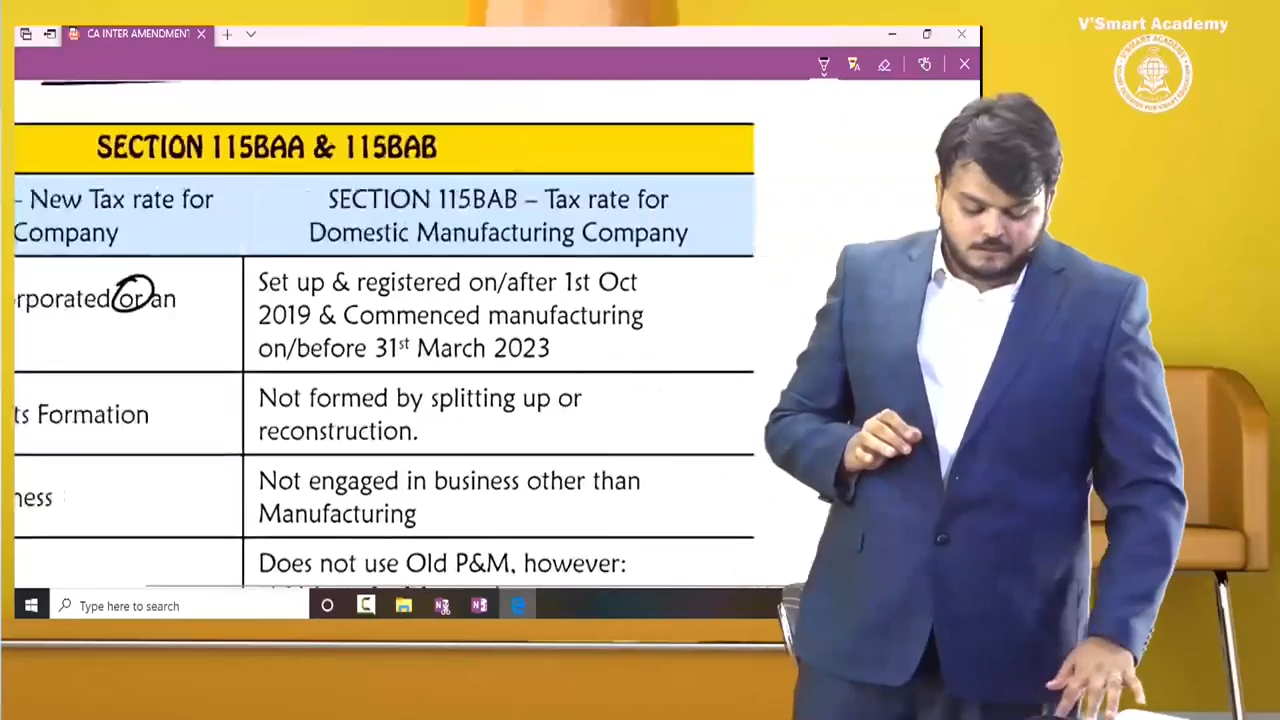 V'Smart Academy
CA INTER AMENDMENT
SECTION 115BAA & 115BAB
- New Tax rate for
Company
SECTION 115BAB – Tax rate for
Domestic Manufacturing Company
rporated or an
Set up & registered on/after 1st Oct
2019 & Commenced manufacturing
on/before 31st March 2023
ts Formation
Not formed by splitting up or
reconstruction.
ness
Not engaged in business other than
Manufacturing
Does not use Old P&M, however:
Type here to search